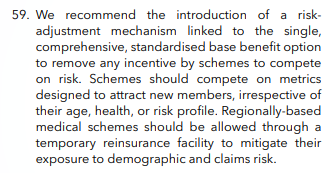 59. We recommend the introduction of a risk-
adjustment mechanism linked to the single,
comprehensive, standardised base benefit option
to remove any incentive by schemes to compete
on risk. Schemes should compete on metrics
designed to attract new members, irrespective of
their age, health, or risk profile. Regionally-based
medical schemes should be allowed through a
temporary reinsurance facility to mitigate their
exposure to demographic and claims risk.